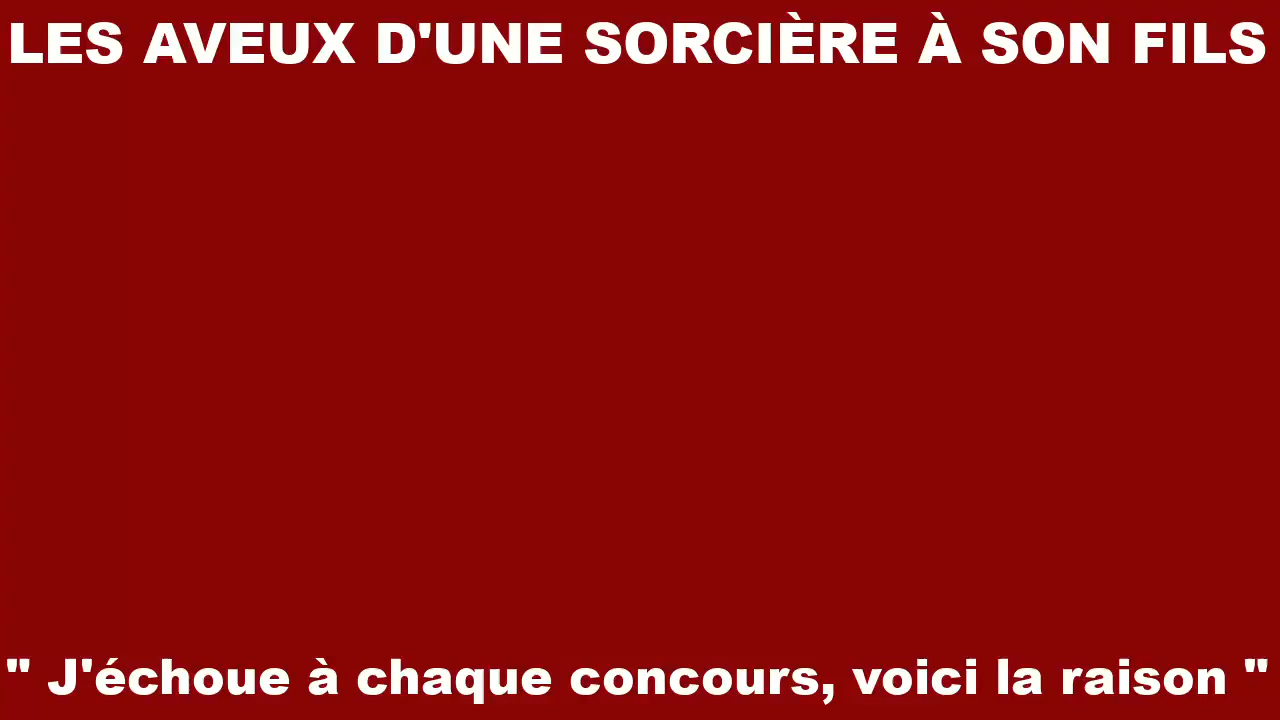 LES AVEUX D'UNE SORCIÈRE À SON FILS
" J'échoue à chaque concours, voici la raison "